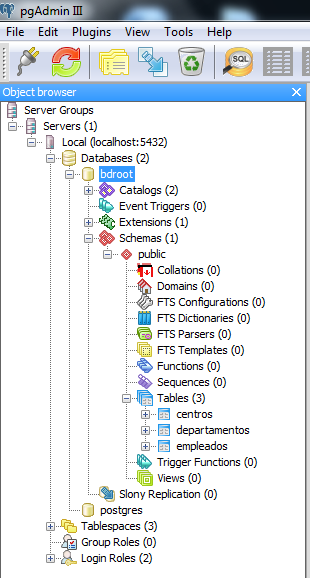 pgAdmin III
File Edit Plugins View Tools Help
SQL
Object browser
Server Groups
Servers (1)
Local (localhost:5432)
Databases (2)
bdroot
Catalogs (2)
Event Triggers (0)
Extensions (1)
Schemas (1)
public
Collations (0)
Domains (0)
FTS Configurations (0)
FTS Dictionaries (0)
FTS Parsers (0)
FTS Templates (0)
Functions (0)
Sequences (0)
Tables (3)
centros
departamentos
empleados
Trigger Functions (0)
Views (0)
Slony Replication (0)
postgres
Tablespaces (3)
Group Roles (0)
Login Roles (2)